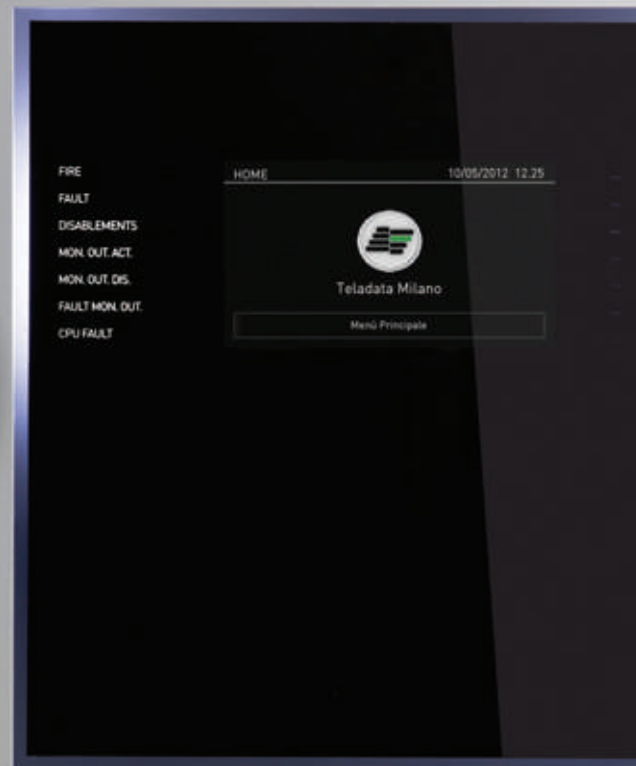 FIRE
FAULT
DISABLEMENTS
MON. OUT. ACT.
MON. OUT. DIS.
FAULT MON. OUT.
CPU FAULT
HOME 10/05/2012 12.25
Teladata Milano
Menù Principale